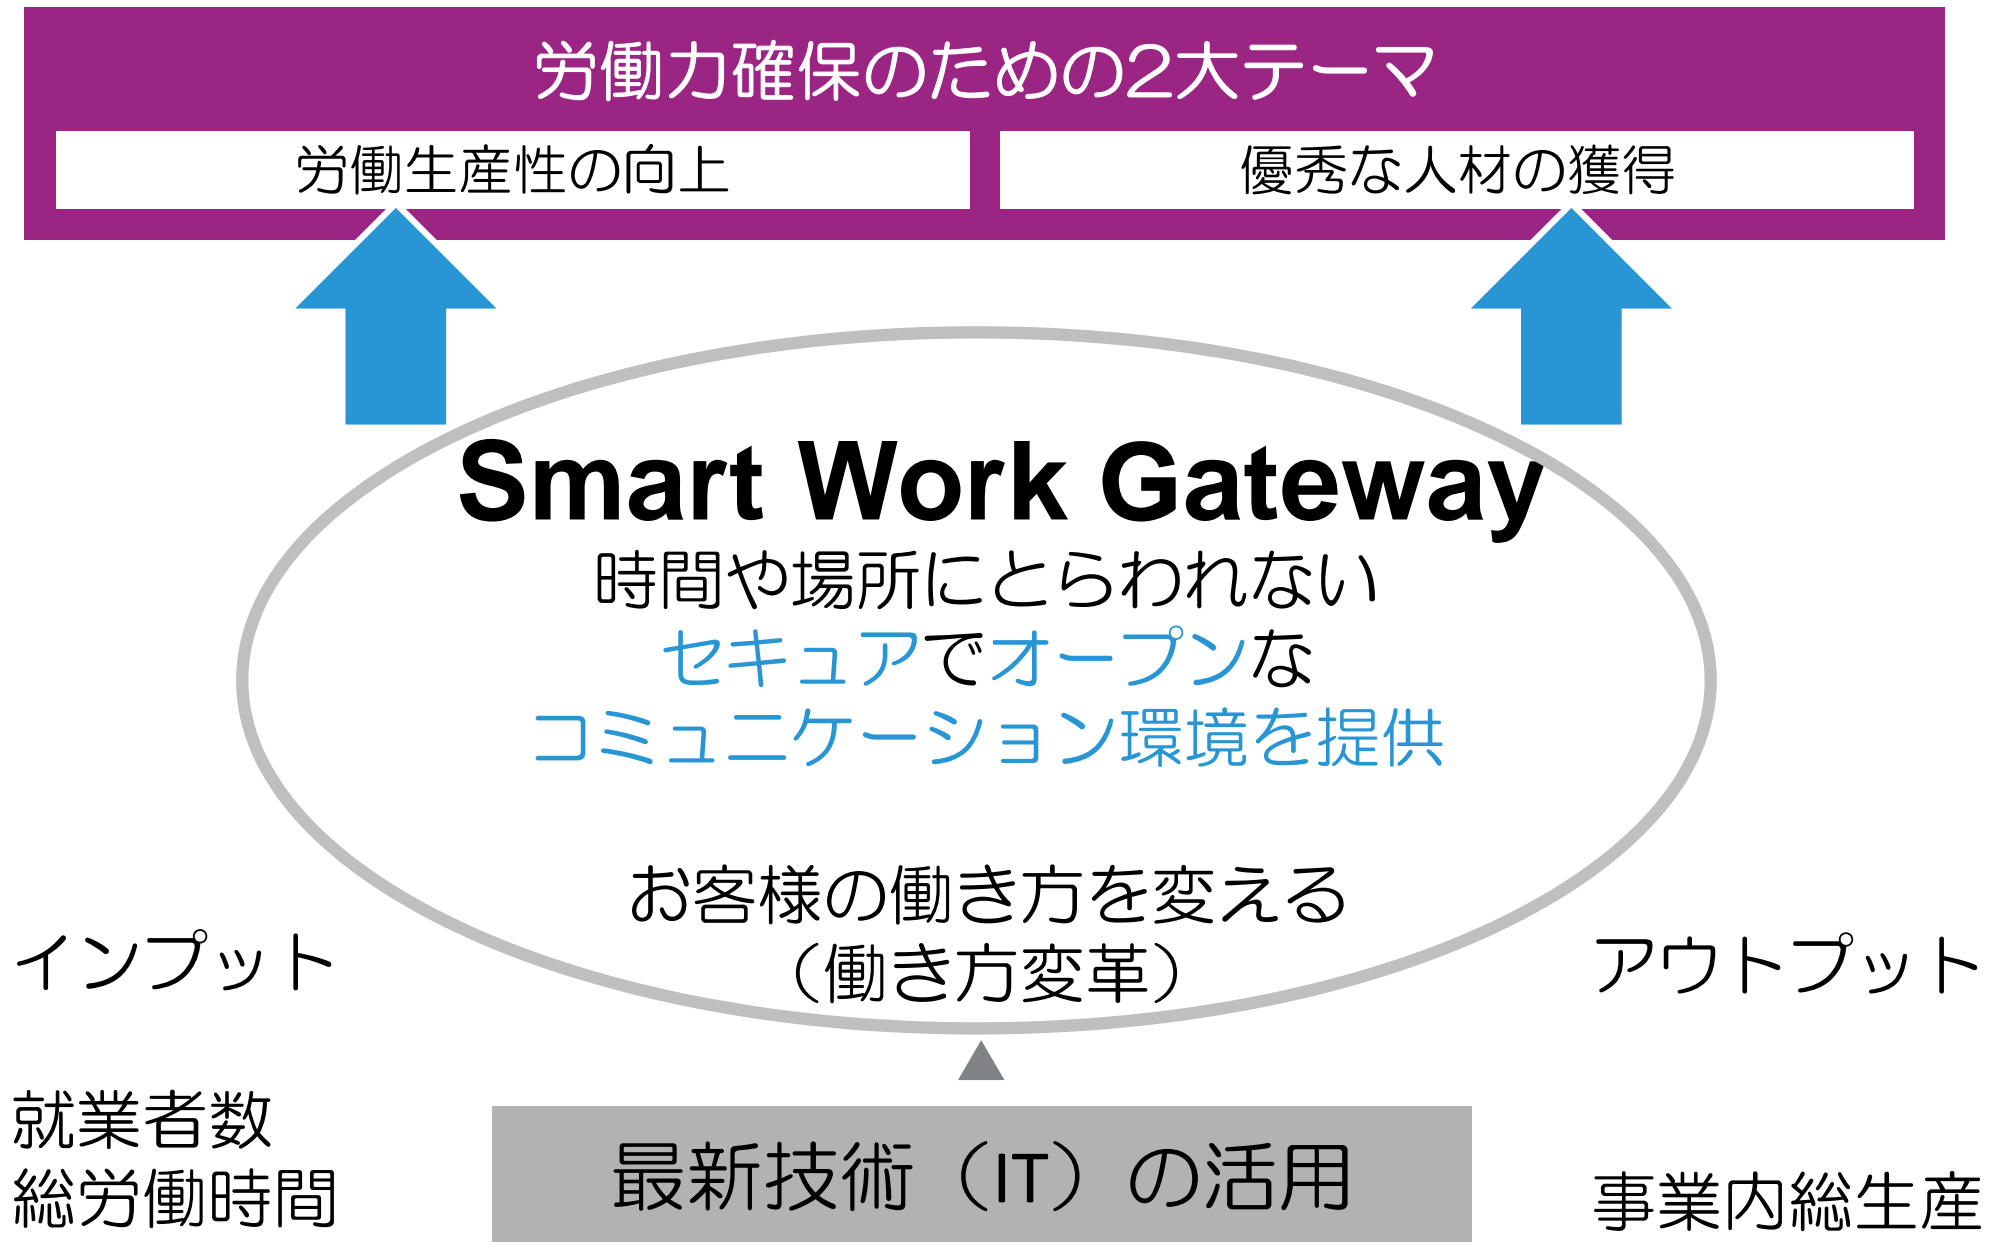 労働力確保のための2大テーマ
労働生産性の向上
優秀な人材の獲得
Smart Work Gateway
時間や場所にとらわれない
セキュアでオープンな
コミュニケーション環境を提供
お客様の働き方を変える
（働き方変革）
インプット
就業者数
総労働時間
アウトプット
事業内総生産
最新技術（IT）の活用